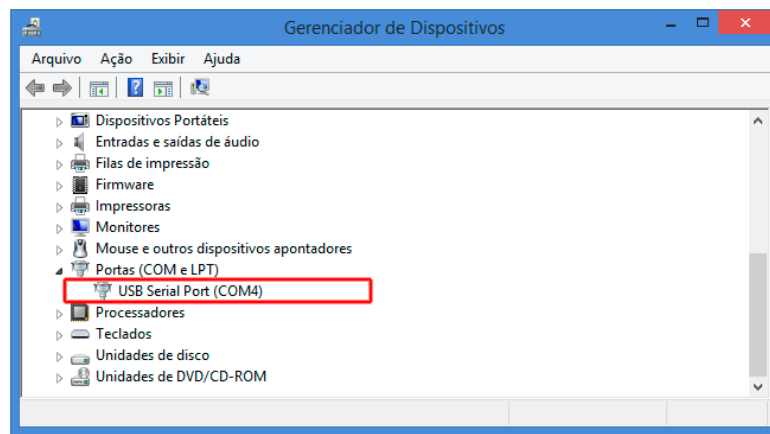 Gerenciador de Dispositivos
Arquivo Ação Exibir Ajuda
Dispositivos Portáteis
Entradas e saídas de áudio
Filas de impressão
Firmware
Impressoras
Monitores
Mouse e outros dispositivos apontadores
Portas (COM e LPT)
USB Serial Port (COM4)
Processadores
Teclados
Unidades de disco
Unidades de DVD/CD-ROM